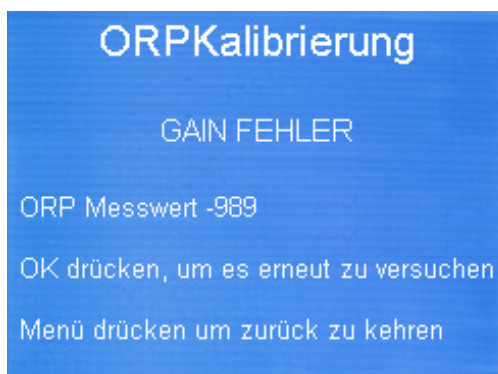 ORPKalibrierung
GAIN FEHLER
ORP Messwert -989
OK drücken, um es erneut zu versuchen
Menü drücken um zurück zu kehren